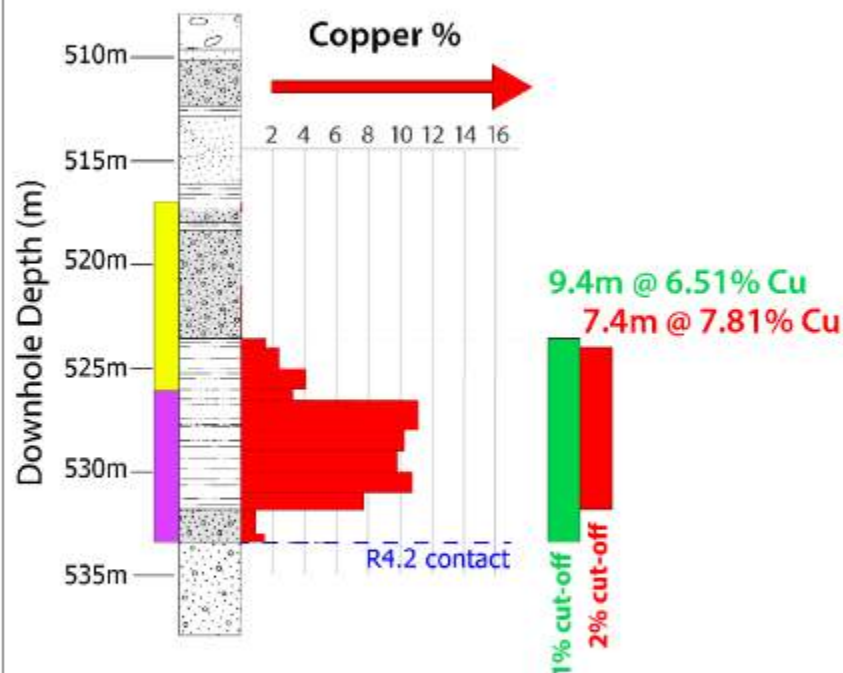 Copper %
510m
2 4 6 8 10 12 14 16
515m
Downhole Depth (m)
520m
9.4m @ 6.51% Cu
7.4m @ 7.81% Cu
525m
530m
R4.2 contact
535m
1% cut-off
2% cut-off